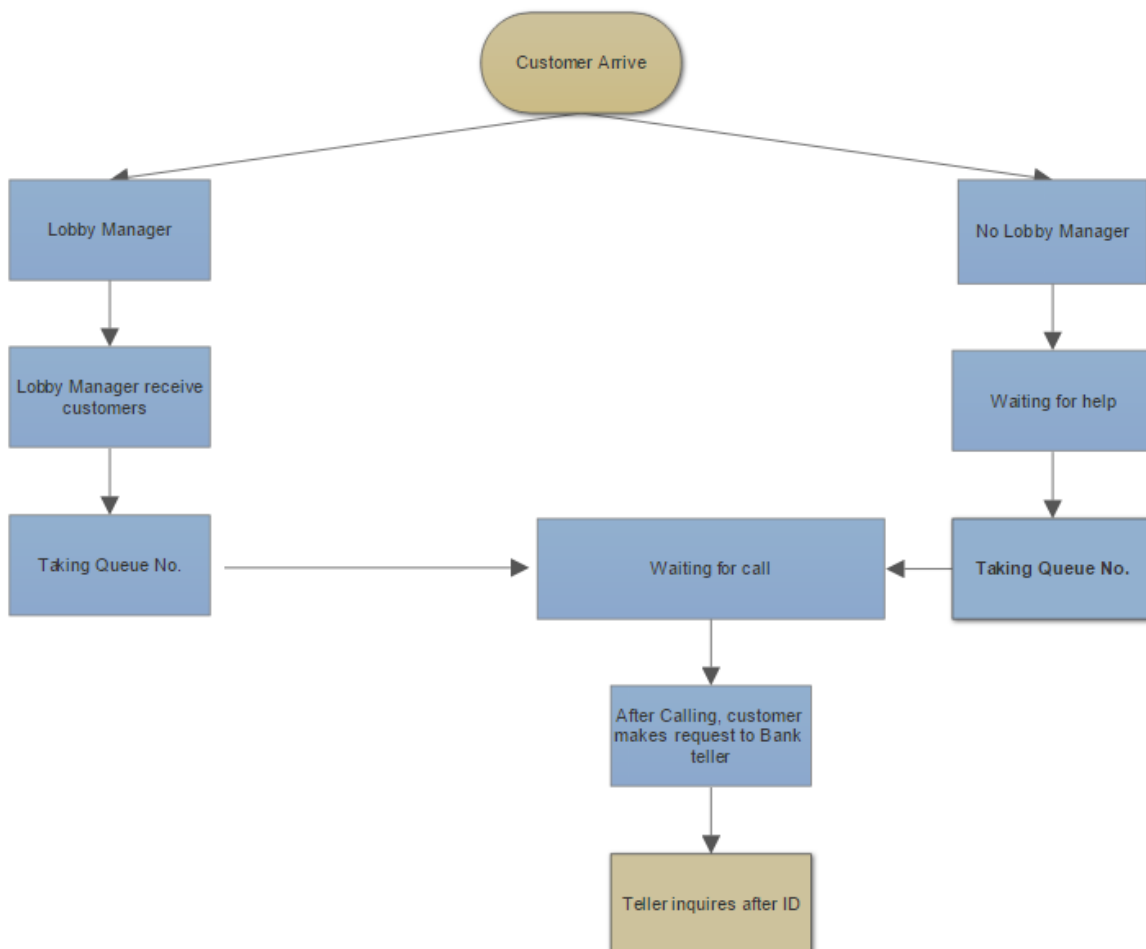 Customer Arrive
Lobby Manager
No Lobby Manager
Lobby Manager receive
customers
Waiting for help
Taking Queue No.
Waiting for call
Taking Queue No.
After Calling, customer
makes request to Bank
teller
Teller inquires after ID